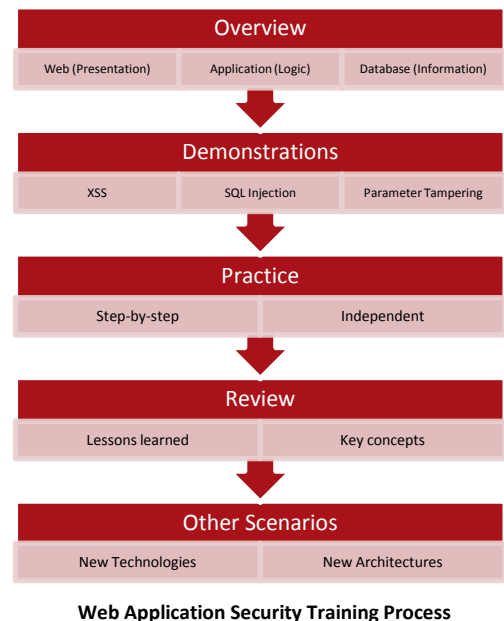 Overview
Web (Presentation) Application (Logic) Database (Information)
Demonstrations
XSS SQL Injection Parameter Tampering
Practice
Step-by-step Independent
Review
Lessons learned Key concepts
Other Scenarios
New Technologies New Architectures
Web Application Security Training Process